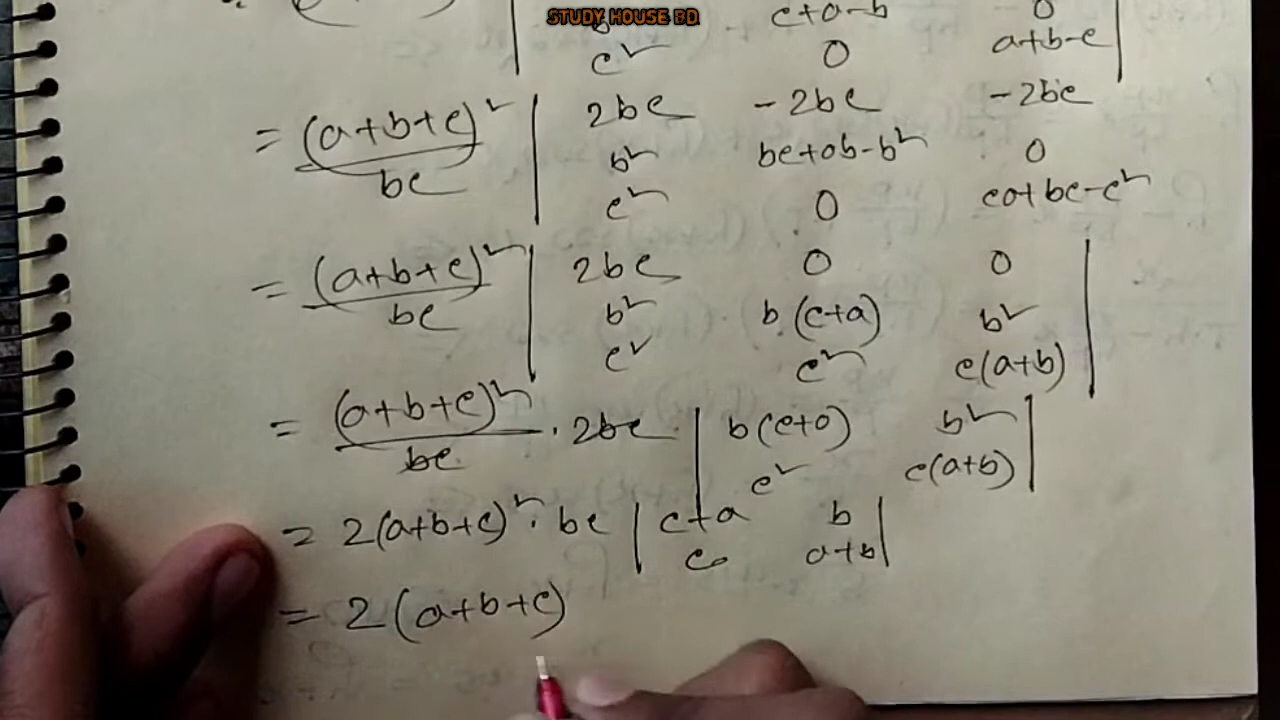 STUDY HOUSE BD
c+a-b 0
c² 0 a+b-c
= (a+b+c)²/bc | 2bc -2bc -2bc
b² bc+ab-b² 0
c² 0 ca+bc-c²
= (a+b+c)²/bc | 2bc 0 0 |
b² b(c+a) b²
c² c² c(a+b)
= (a+b+c)²/bc · 2bc | b(c+a) b² |
c² c(a+b)
= 2(a+b+c)² · bc | c+a b |
c a+b
= 2(a+b+c)